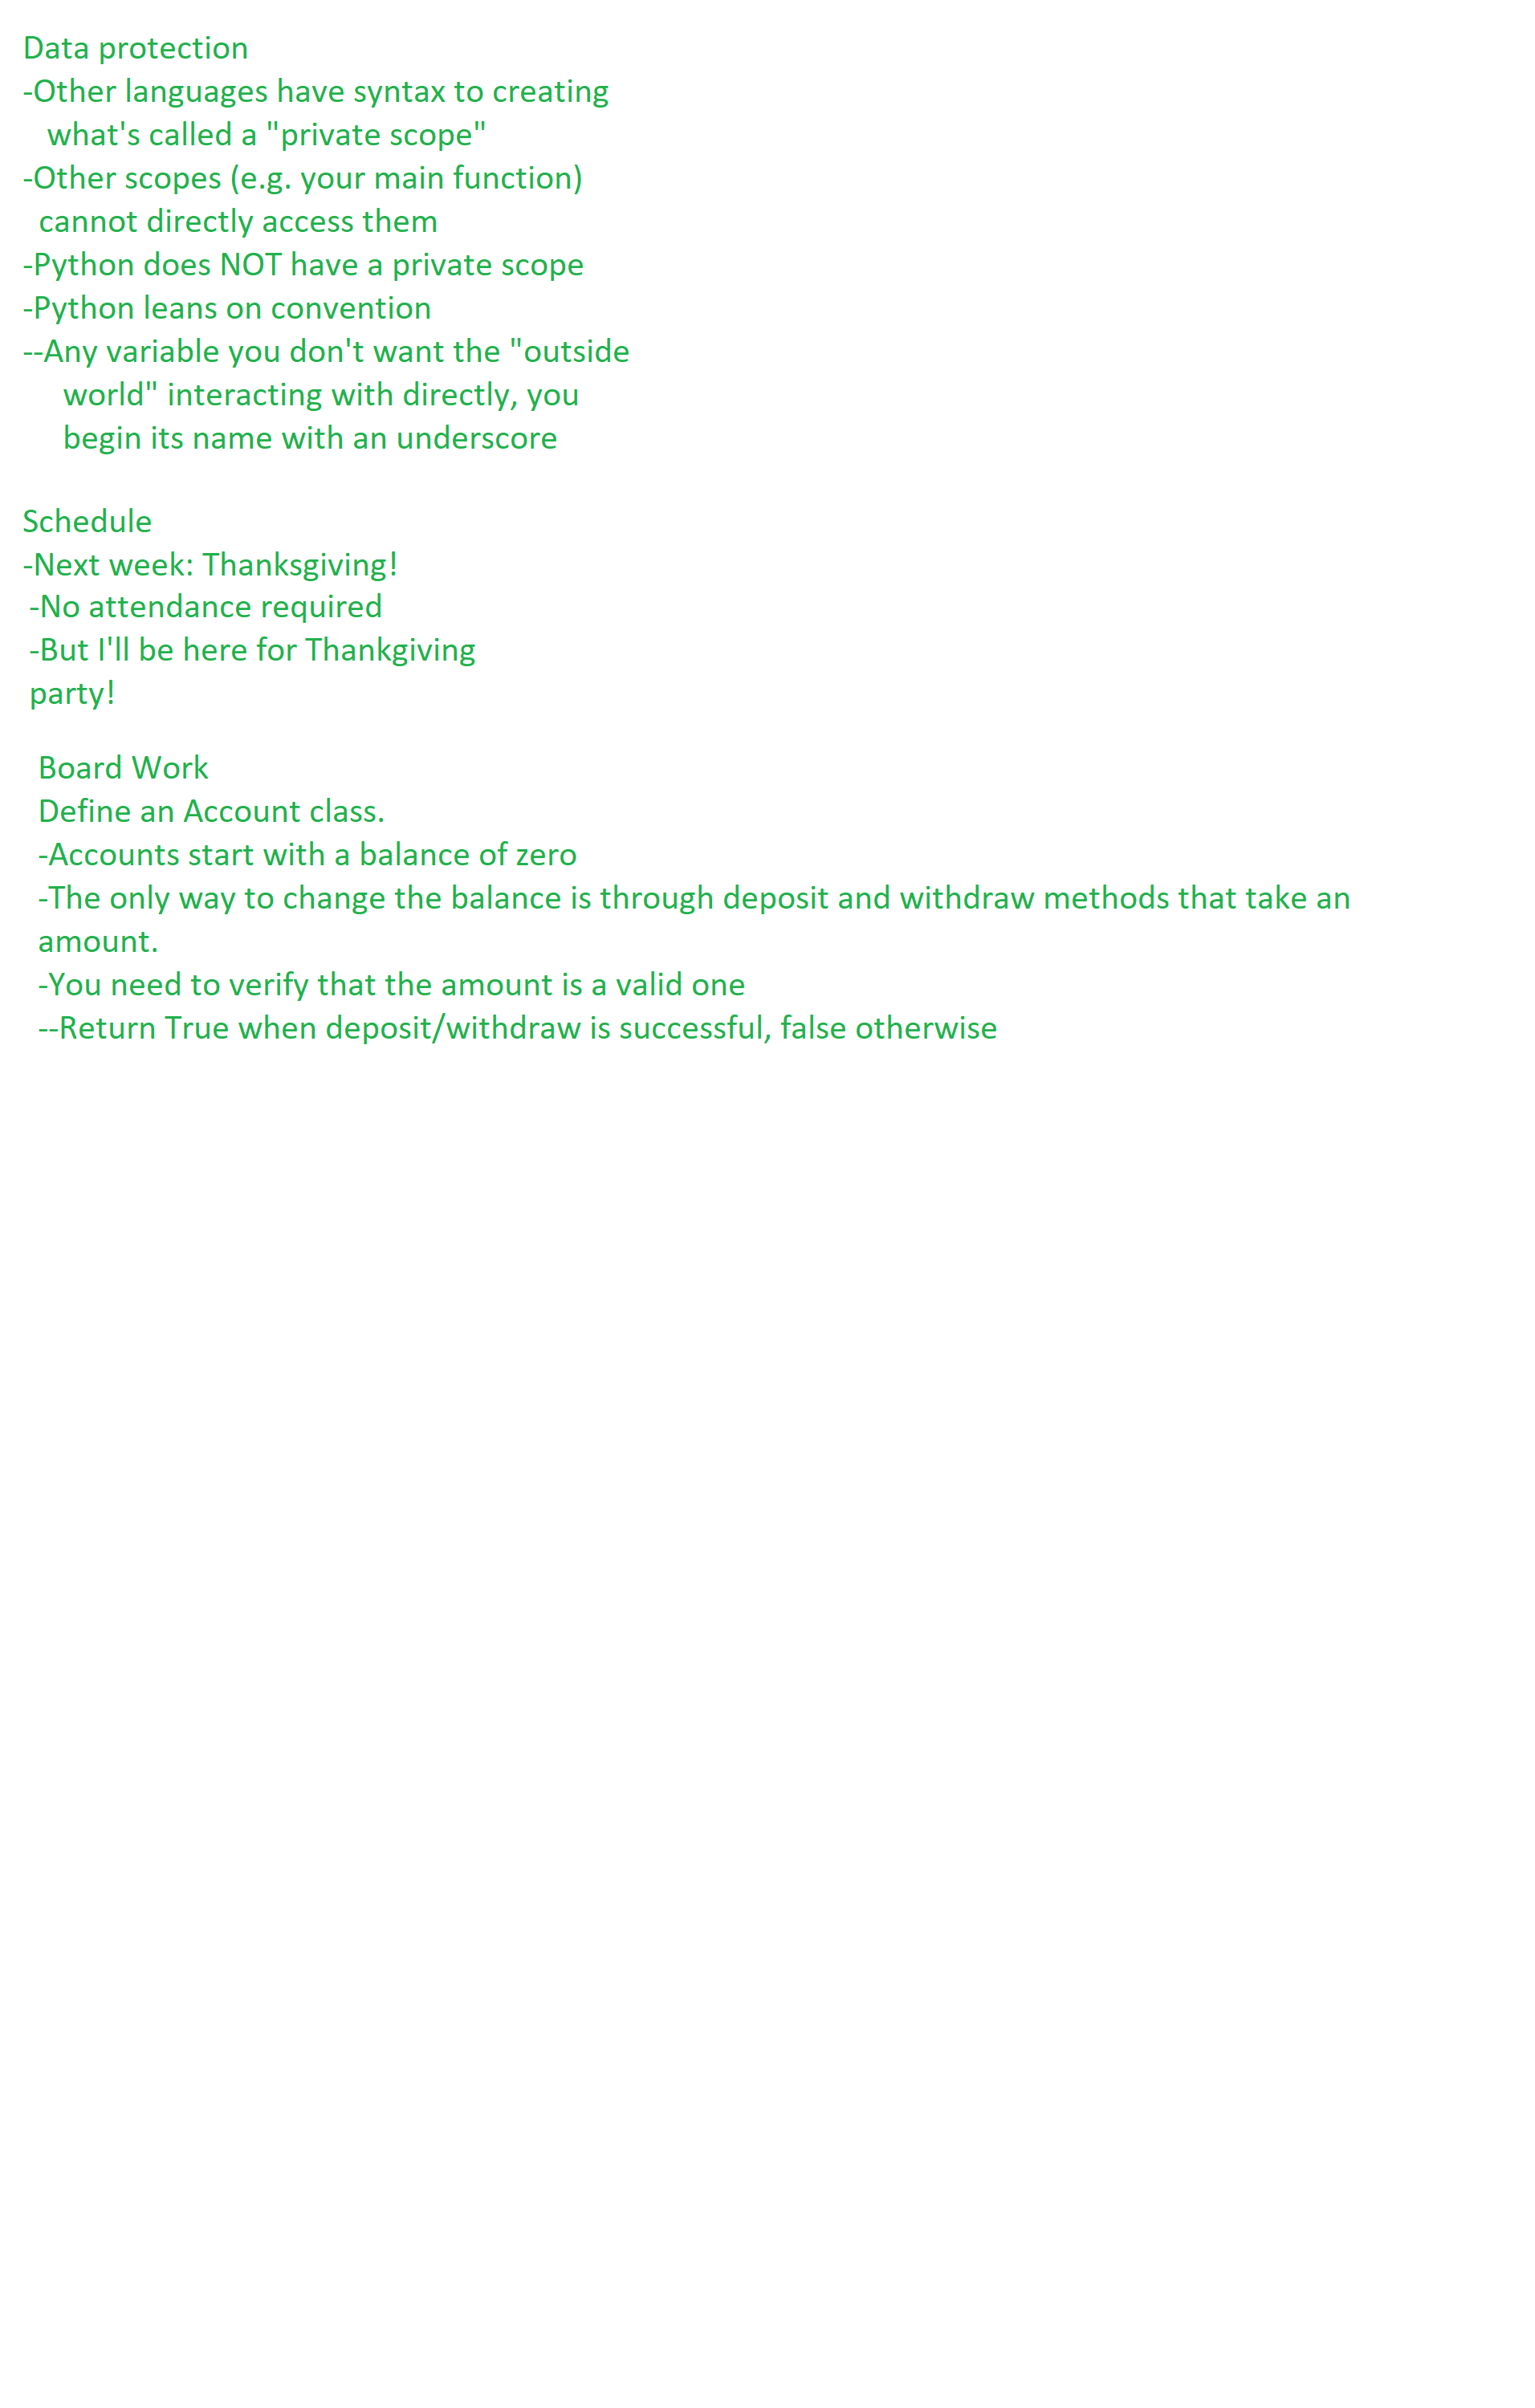 Data protection
-Other languages have syntax to creating
what's called a "private scope"
-Other scopes (e.g. your main function)
cannot directly access them
-Python does NOT have a private scope
-Python leans on convention
--Any variable you don't want the "outside
world" interacting with directly, you
begin its name with an underscore
Schedule
-Next week: Thanksgiving!
-No attendance required
-But I'll be here for Thankgiving
party!
Board Work
Define an Account class.
-Accounts start with a balance of zero
-The only way to change the balance is through deposit and withdraw methods that take an
amount.
-You need to verify that the amount is a valid one
--Return True when deposit/withdraw is successful, false otherwise